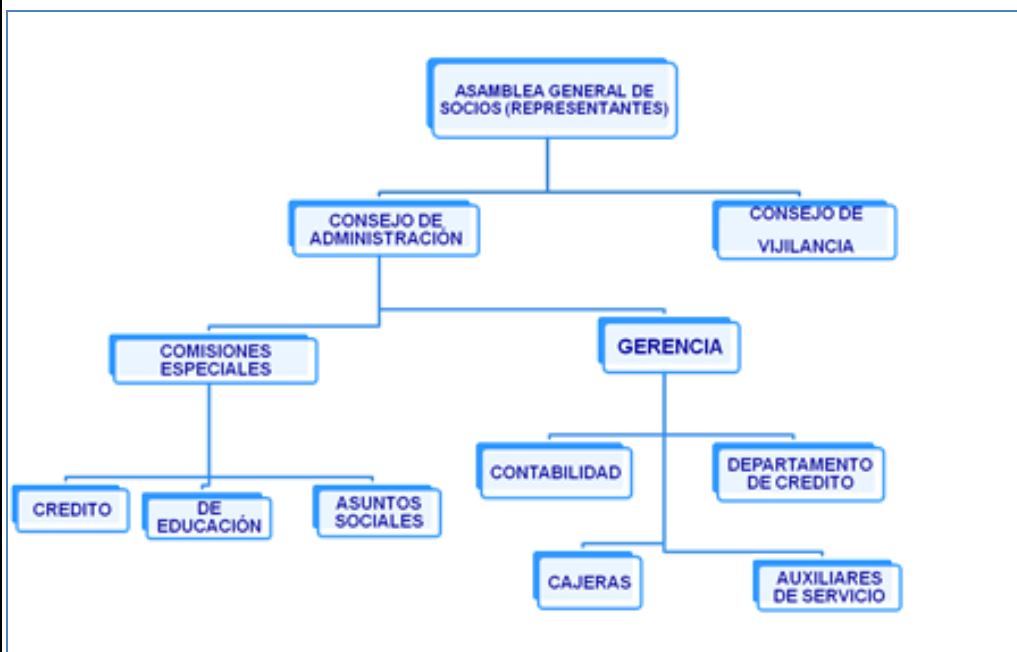 ASAMBLEA GENERAL DE
SOCIOS (REPRESENTANTES)
CONSEJO DE
ADMINISTRACIÓN
CONSEJO DE
VIJILANCIA
COMISIONES
ESPECIALES
GERENCIA
CONTABILIDAD
DEPARTAMENTO
DE CREDITO
CREDITO
DE
EDUCACIÓN
ASUNTOS
SOCIALES
CAJERAS
AUXILIARES
DE SERVICIO